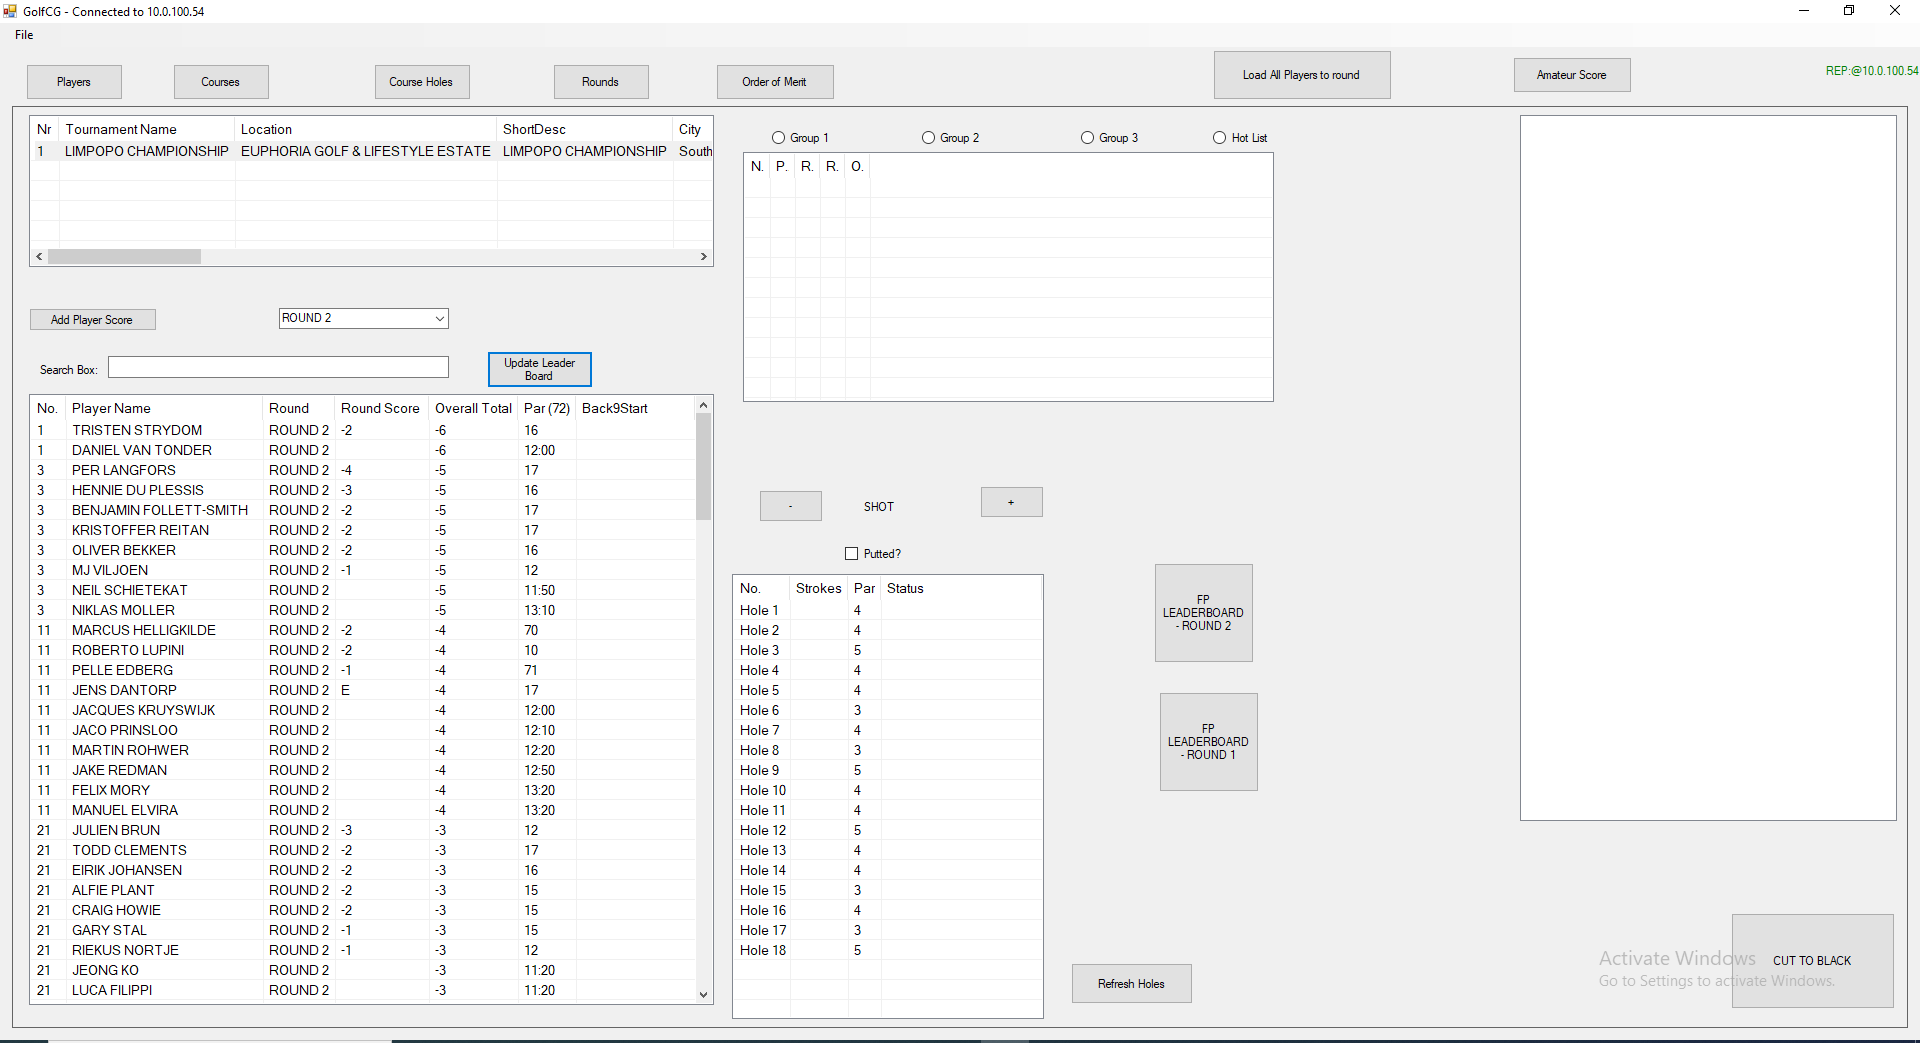 GolfCG - Connected to 10.0.100.54
File
Players Courses Course Holes Rounds Order of Merit Load All Players to round Amateur Score REP:@10.0.100.54
Nr Tournament Name Location ShortDesc City
1 LIMPOPO CHAMPIONSHIP EUPHORIA GOLF & LIFESTYLE ESTATE LIMPOPO CHAMPIONSHIP South
Group 1 Group 2 Group 3 Hot List
N. P. R. R. O.
Add Player Score ROUND 2
Search Box:
Update Leader
Board
No. Player Name Round Round Score Overall Total Par (72) Back9Start
1 TRISTEN STRYDOM ROUND 2 -2 -6 16
1 DANIEL VAN TONDER ROUND 2 -6 12:00
3 PER LANGFORS ROUND 2 -4 -5 17
3 HENNIE DU PLESSIS ROUND 2 -3 -5 16
3 BENJAMIN FOLLETT-SMITH ROUND 2 -2 -5 17
3 KRISTOFFER REITAN ROUND 2 -2 -5 17
3 OLIVER BEKKER ROUND 2 -2 -5 16
3 MJ VILJOEN ROUND 2 -1 -5 12
3 NEIL SCHIETEKAT ROUND 2 -5 11:50
3 NIKLAS MOLLER ROUND 2 -5 13:10
11 MARCUS HELLIGKILDE ROUND 2 -2 -4 70
11 ROBERTO LUPINI ROUND 2 -2 -4 10
11 PELLE EDBERG ROUND 2 -1 -4 71
11 JENS DANTORP ROUND 2 E -4 17
11 JACQUES KRUYSWIJK ROUND 2 -4 12:00
11 JACO PRINSLOO ROUND 2 -4 12:10
11 MARTIN ROHWER ROUND 2 -4 12:20
11 JAKE REDMAN ROUND 2 -4 12:50
11 FELIX MORY ROUND 2 -4 13:20
11 MANUEL ELVIRA ROUND 2 -4 13:20
21 JULIEN BRUN ROUND 2 -3 -3 12
21 TODD CLEMENTS ROUND 2 -2 -3 17
21 EIRIK JOHANSEN ROUND 2 -2 -3 16
21 ALFIE PLANT ROUND 2 -2 -3 15
21 CRAIG HOWIE ROUND 2 -2 -3 15
21 GARY STAL ROUND 2 -1 -3 15
21 RIEKUS NORTJE ROUND 2 -1 -3 12
21 JEONG KO ROUND 2 -3 11:20
21 LUCA FILIPPI ROUND 2 -3 11:20
- SHOT +
Putted?
No. Strokes Par Status
Hole 1 4
Hole 2 4
Hole 3 5
Hole 4 4
Hole 5 4
Hole 6 3
Hole 7 4
Hole 8 3
Hole 9 5
Hole 10 4
Hole 11 4
Hole 12 5
Hole 13 4
Hole 14 4
Hole 15 3
Hole 16 4
Hole 17 3
Hole 18 5
FP
LEADERBOARD
- ROUND 2
FP
LEADERBOARD
- ROUND 1
Refresh Holes
CUT TO BLACK
Activate Windows
Go to Settings to activate Windows.